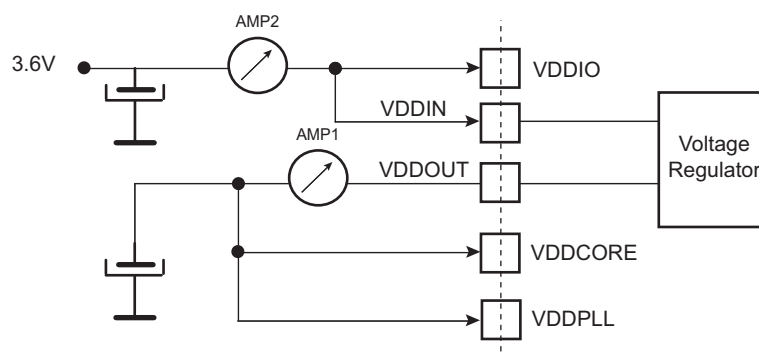 AMP2
3.6V
VDDIO
VDDIN
AMP1
VDDOUT
Voltage
Regulator
VDDCORE
VDDPLL